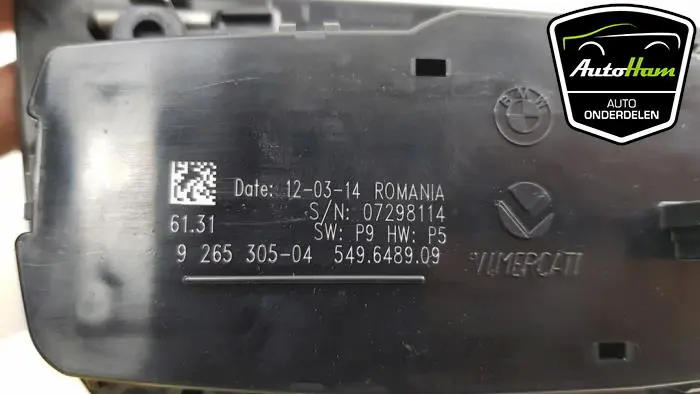 AutoHam
AUTO
ONDERDELEN
BMW
Date: 12-03-14 ROMANIA
S/N: 07298114
61.31
SW: P9 HW: P5
9 265 305-04 549.6489.09
VIMERCATI